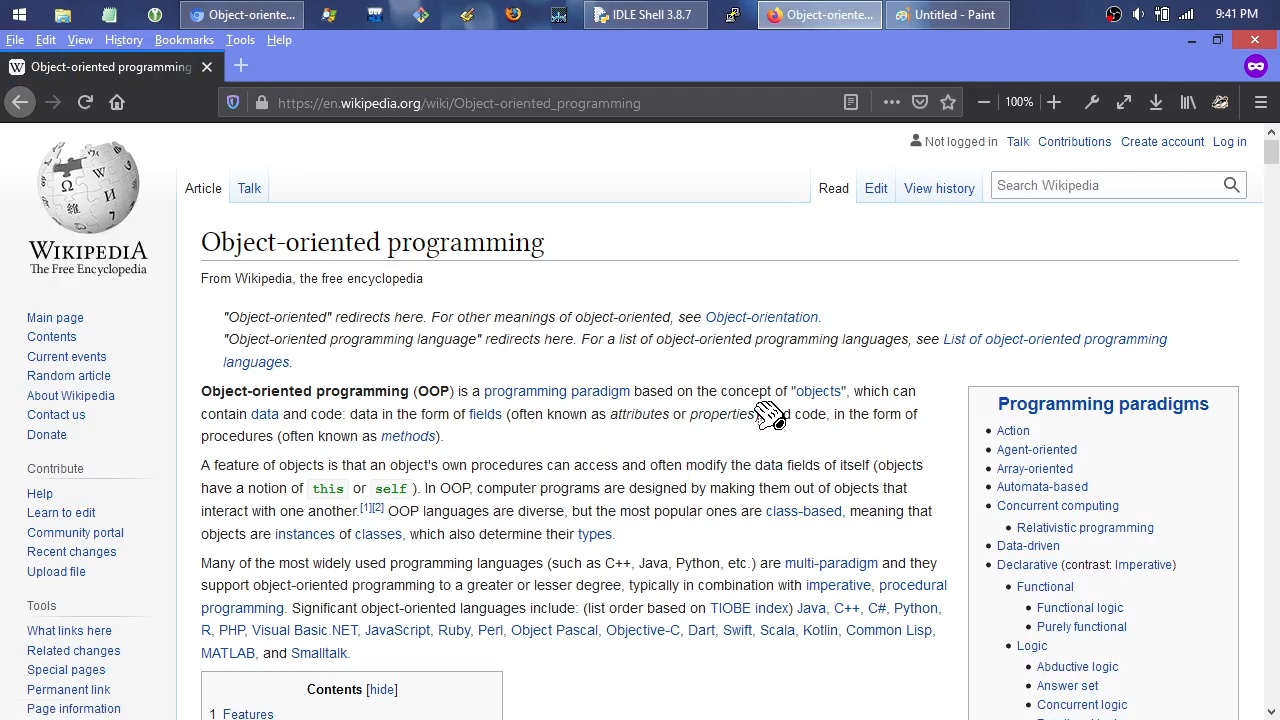 Object-oriente...
IDLE Shell 3.8.7
Object-oriente...
Untitled - Paint
9:41 PM
File Edit View History Bookmarks Tools Help
Object-oriented programming
https://en.wikipedia.org/wiki/Object-oriented_programming
100%
Not logged in Talk Contributions Create account Log in
Article Talk
Read Edit View history
Search Wikipedia
WIKIPEDIA
The Free Encyclopedia
Main page
Contents
Current events
Random article
About Wikipedia
Contact us
Donate
Contribute
Help
Learn to edit
Community portal
Recent changes
Upload file
Tools
What links here
Related changes
Special pages
Permanent link
Page information
Object-oriented programming
From Wikipedia, the free encyclopedia
"Object-oriented" redirects here. For other meanings of object-oriented, see Object-orientation.
"Object-oriented programming language" redirects here. For a list of object-oriented programming languages, see List of object-oriented programming
languages.
Object-oriented programming (OOP) is a programming paradigm based on the concept of "objects", which can
contain data and code: data in the form of fields (often known as attributes or properties code, in the form of
procedures (often known as methods).
A feature of objects is that an object's own procedures can access and often modify the data fields of itself (objects
have a notion of this or self). In OOP, computer programs are designed by making them out of objects that
interact with one another.[1][2] OOP languages are diverse, but the most popular ones are class-based, meaning that
objects are instances of classes, which also determine their types.
Many of the most widely used programming languages (such as C++, Java, Python, etc.) are multi-paradigm and they
support object-oriented programming to a greater or lesser degree, typically in combination with imperative, procedural
programming. Significant object-oriented languages include: (list order based on TIOBE index) Java, C++, C#, Python,
R, PHP, Visual Basic.NET, JavaScript, Ruby, Perl, Object Pascal, Objective-C, Dart, Swift, Scala, Kotlin, Common Lisp,
MATLAB, and Smalltalk.
Contents [hide]
1 Features
Programming paradigms
Action
Agent-oriented
Array-oriented
Automata-based
Concurrent computing
Relativistic programming
Data-driven
Declarative (contrast: Imperative)
Functional
Functional logic
Purely functional
Logic
Abductive logic
Answer set
Concurrent logic